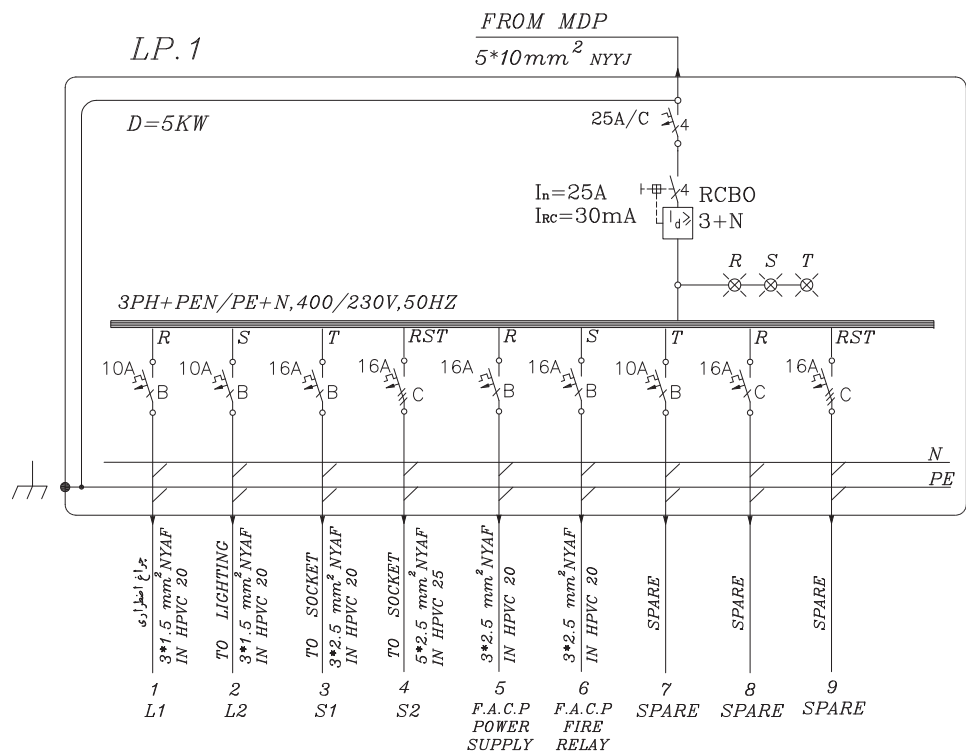 FROM MDP
LP.1
5*10mm² NYYJ
D=5KW
25A/C
4
4
Iₙ=25A
RCBO
I_RC=30mA
I_d ≥
3+N
R S T
3PH+PEN/PE+N,400/230V,50HZ
R S T RST R S T R RST
10A 10A 16A 16A 16A 16A 10A 16A 16A
B B B C B B B C C
N
PE
چراغ اضطراری
3*1.5 mm² NYAF
IN HPVC 20
TO LIGHTING
3*1.5 mm² NYAF
IN HPVC 20
TO SOCKET
3*2.5 mm² NYAF
IN HPVC 20
TO SOCKET
5*2.5 mm² NYAF
IN HPVC 25
3*2.5 mm² NYAF
IN HPVC 20
3*2.5 mm² NYAF
IN HPVC 20
SPARE
SPARE
SPARE
1 2 3 4 5 6 7 8 9
L1 L2 S1 S2
F.A.C.P
POWER
SUPPLY
F.A.C.P
FIRE
RELAY
SPARE SPARE SPARE